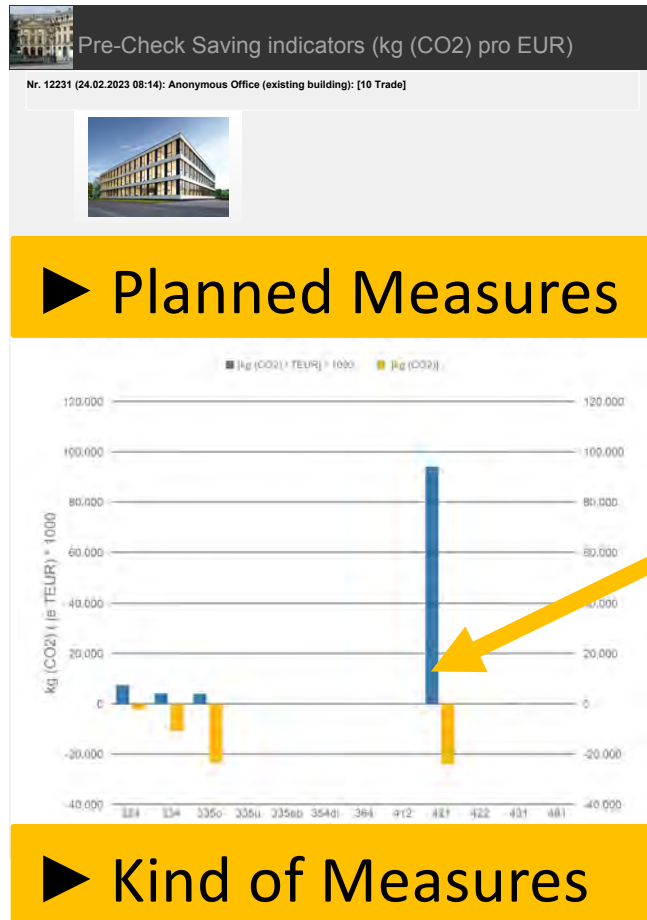 Pre-Check Saving indicators (kg (CO2) pro EUR)
Nr. 12231 (24.02.2023 08:14): Anonymous Office (existing building): [10 Trade]
► Planned Measures
[kg (CO2) / TEUR] * 1000 [kg (CO2)]
120.000 120.000
100.000 100.000
80.000 80.000
60.000 60.000
40.000
20.000 20.000
0 0
-20.000 -20.000
-40.000 -40.000
kg (CO2) ( je TEUR) * 1000
334 335o 335u 354dl 364 412 421 422 431 481
► Kind of Measures